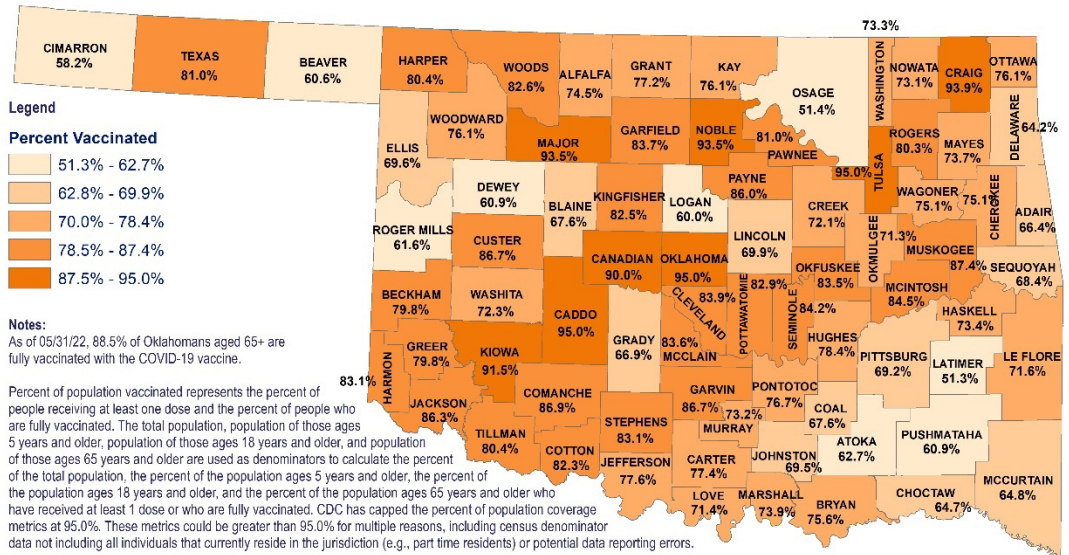 73.3%
CIMARRON
58.2%
TEXAS
81.0%
BEAVER
60.6%
HARPER
80.4%
WOODS
82.6%
ALFALFA
74.5%
GRANT
77.2%
KAY
76.1%
OSAGE
51.4%
WASHINGTON
NOWATA
73.1%
CRAIG
93.9%
OTTAWA
76.1%
DELAWARE
64.2%
Legend
Percent Vaccinated
51.3% - 62.7%
62.8% - 69.9%
70.0% - 78.4%
78.5% - 87.4%
87.5% - 95.0%
ELLIS
69.6%
WOODWARD
76.1%
MAJOR
93.5%
GARFIELD
83.7%
NOBLE
93.5%
81.0%
PAWNEE
95.0%
TULSA
ROGERS
80.3%
MAYES
73.7%
ROGER MILLS
61.6%
DEWEY
60.9%
BLAINE
67.6%
KINGFISHER
82.5%
LOGAN
60.0%
PAYNE
86.0%
CREEK
72.1%
WAGONER
75.1%
75.1%
CHEROKEE
ADAIR
66.4%
CUSTER
86.7%
CANADIAN
90.0%
OKLAHOMA
95.0%
LINCOLN
69.9%
OKMULGEE
71.3%
MUSKOGEE
87.4%
SEQUOYAH
68.4%
BECKHAM
79.8%
WASHITA
72.3%
CADDO
95.0%
GRADY
66.9%
83.9%
CLEVELAND
82.9%
POTTAWATOMIE
SEMINOLE
84.2%
OKFUSKEE
83.5%
MCINTOSH
84.5%
HASKELL
73.4%
HUGHES
78.4%
PITTSBURG
69.2%
LATIMER
51.3%
LE FLORE
71.6%
83.1%
HARMON
GREER
79.8%
KIOWA
91.5%
JACKSON
86.3%
COMANCHE
86.9%
83.6%
MCCLAIN
GARVIN
86.7%
PONTOTOC
76.7%
73.2%
MURRAY
COAL
67.6%
TILLMAN
80.4%
COTTON
82.3%
STEPHENS
83.1%
JEFFERSON
77.6%
CARTER
77.4%
JOHNSTON
69.5%
ATOKA
62.7%
PUSHMATAHA
60.9%
MCCURTAIN
64.8%
LOVE
71.4%
MARSHALL
73.9%
BRYAN
75.6%
CHOCTAW
64.7%
Notes:
As of 05/31/22, 88.5% of Oklahomans aged 65+ are
fully vaccinated with the COVID-19 vaccine.
Percent of population vaccinated represents the percent of
people receiving at least one dose and the percent of people who
are fully vaccinated. The total population, population of those ages
5 years and older, population of those ages 18 years and older, and population
of those ages 65 years and older are used as denominators to calculate the percent
of the total population, the percent of the population ages 5 years and older, the percent of
the population ages 18 years and older, and the percent of the population ages 65 years and older who
have received at least 1 dose or who are fully vaccinated. CDC has capped the percent of population coverage
metrics at 95.0%. These metrics could be greater than 95.0% for multiple reasons, including census denominator
data not including all individuals that currently reside in the jurisdiction (e.g., part time residents) or potential data reporting errors.